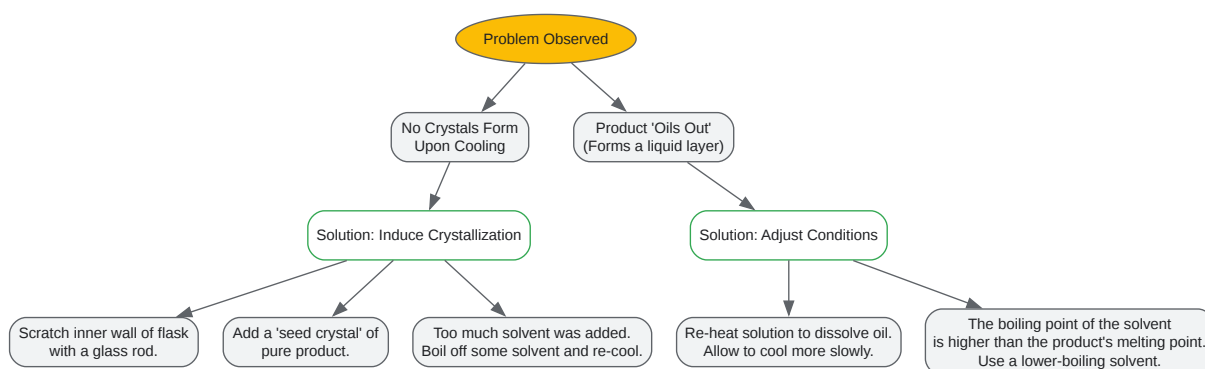 Problem Observed
No Crystals Form
Upon Cooling
Product 'Oils Out'
(Forms a liquid layer)
Solution: Induce Crystallization
Solution: Adjust Conditions
Scratch inner wall of flask
with a glass rod.
Add a 'seed crystal' of
pure product.
Too much solvent was added.
Boil off some solvent and re-cool.
Re-heat solution to dissolve oil.
Allow to cool more slowly.
The boiling point of the solvent
is higher than the product's melting point.
Use a lower-boiling solvent.